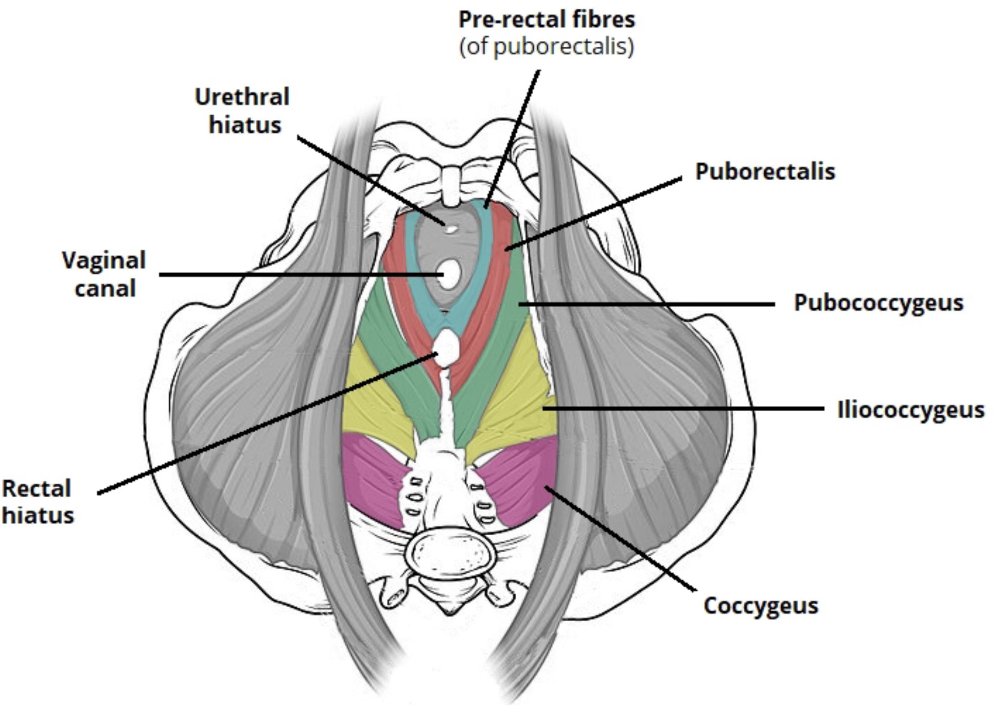 Pre-rectal fibres
(of puborectalis)
Urethral
hiatus
Puborectalis
Vaginal
canal
Pubococcygeus
Iliococcygeus
Rectal
hiatus
Coccygeus